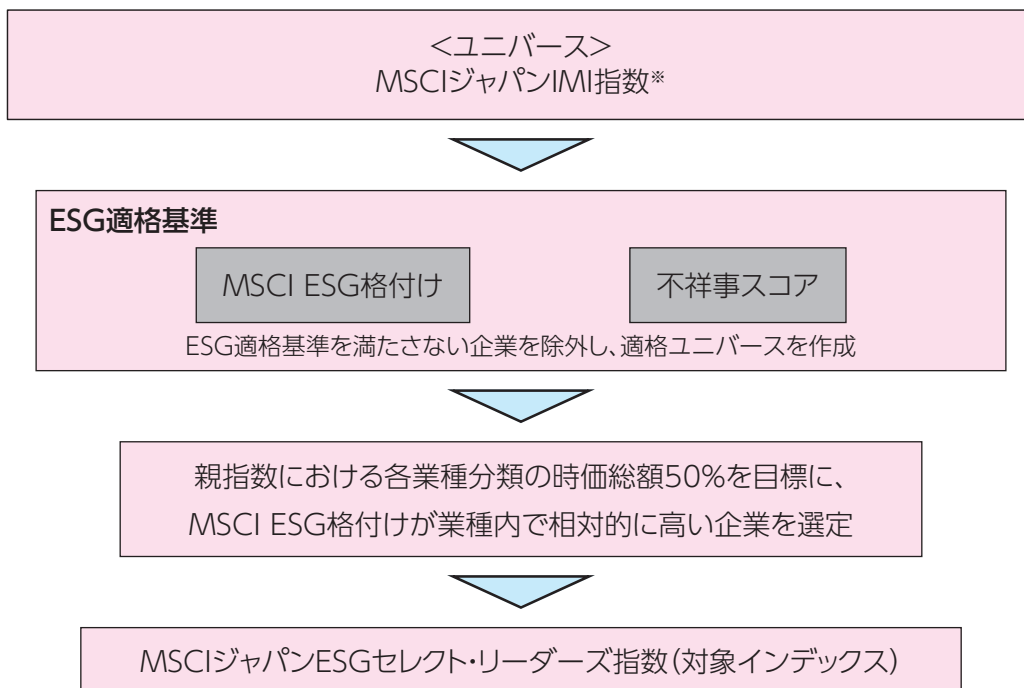 <ユニバース>
MSCIジャパンIMI指数※
ESG適格基準
MSCI ESG格付け
不祥事スコア
ESG適格基準を満たさない企業を除外し、適格ユニバースを作成
親指数における各業種分類の時価総額50%を目標に、
MSCI ESG格付けが業種内で相対的に高い企業を選定
MSCIジャパンESGセレクト・リーダーズ指数(対象インデックス)